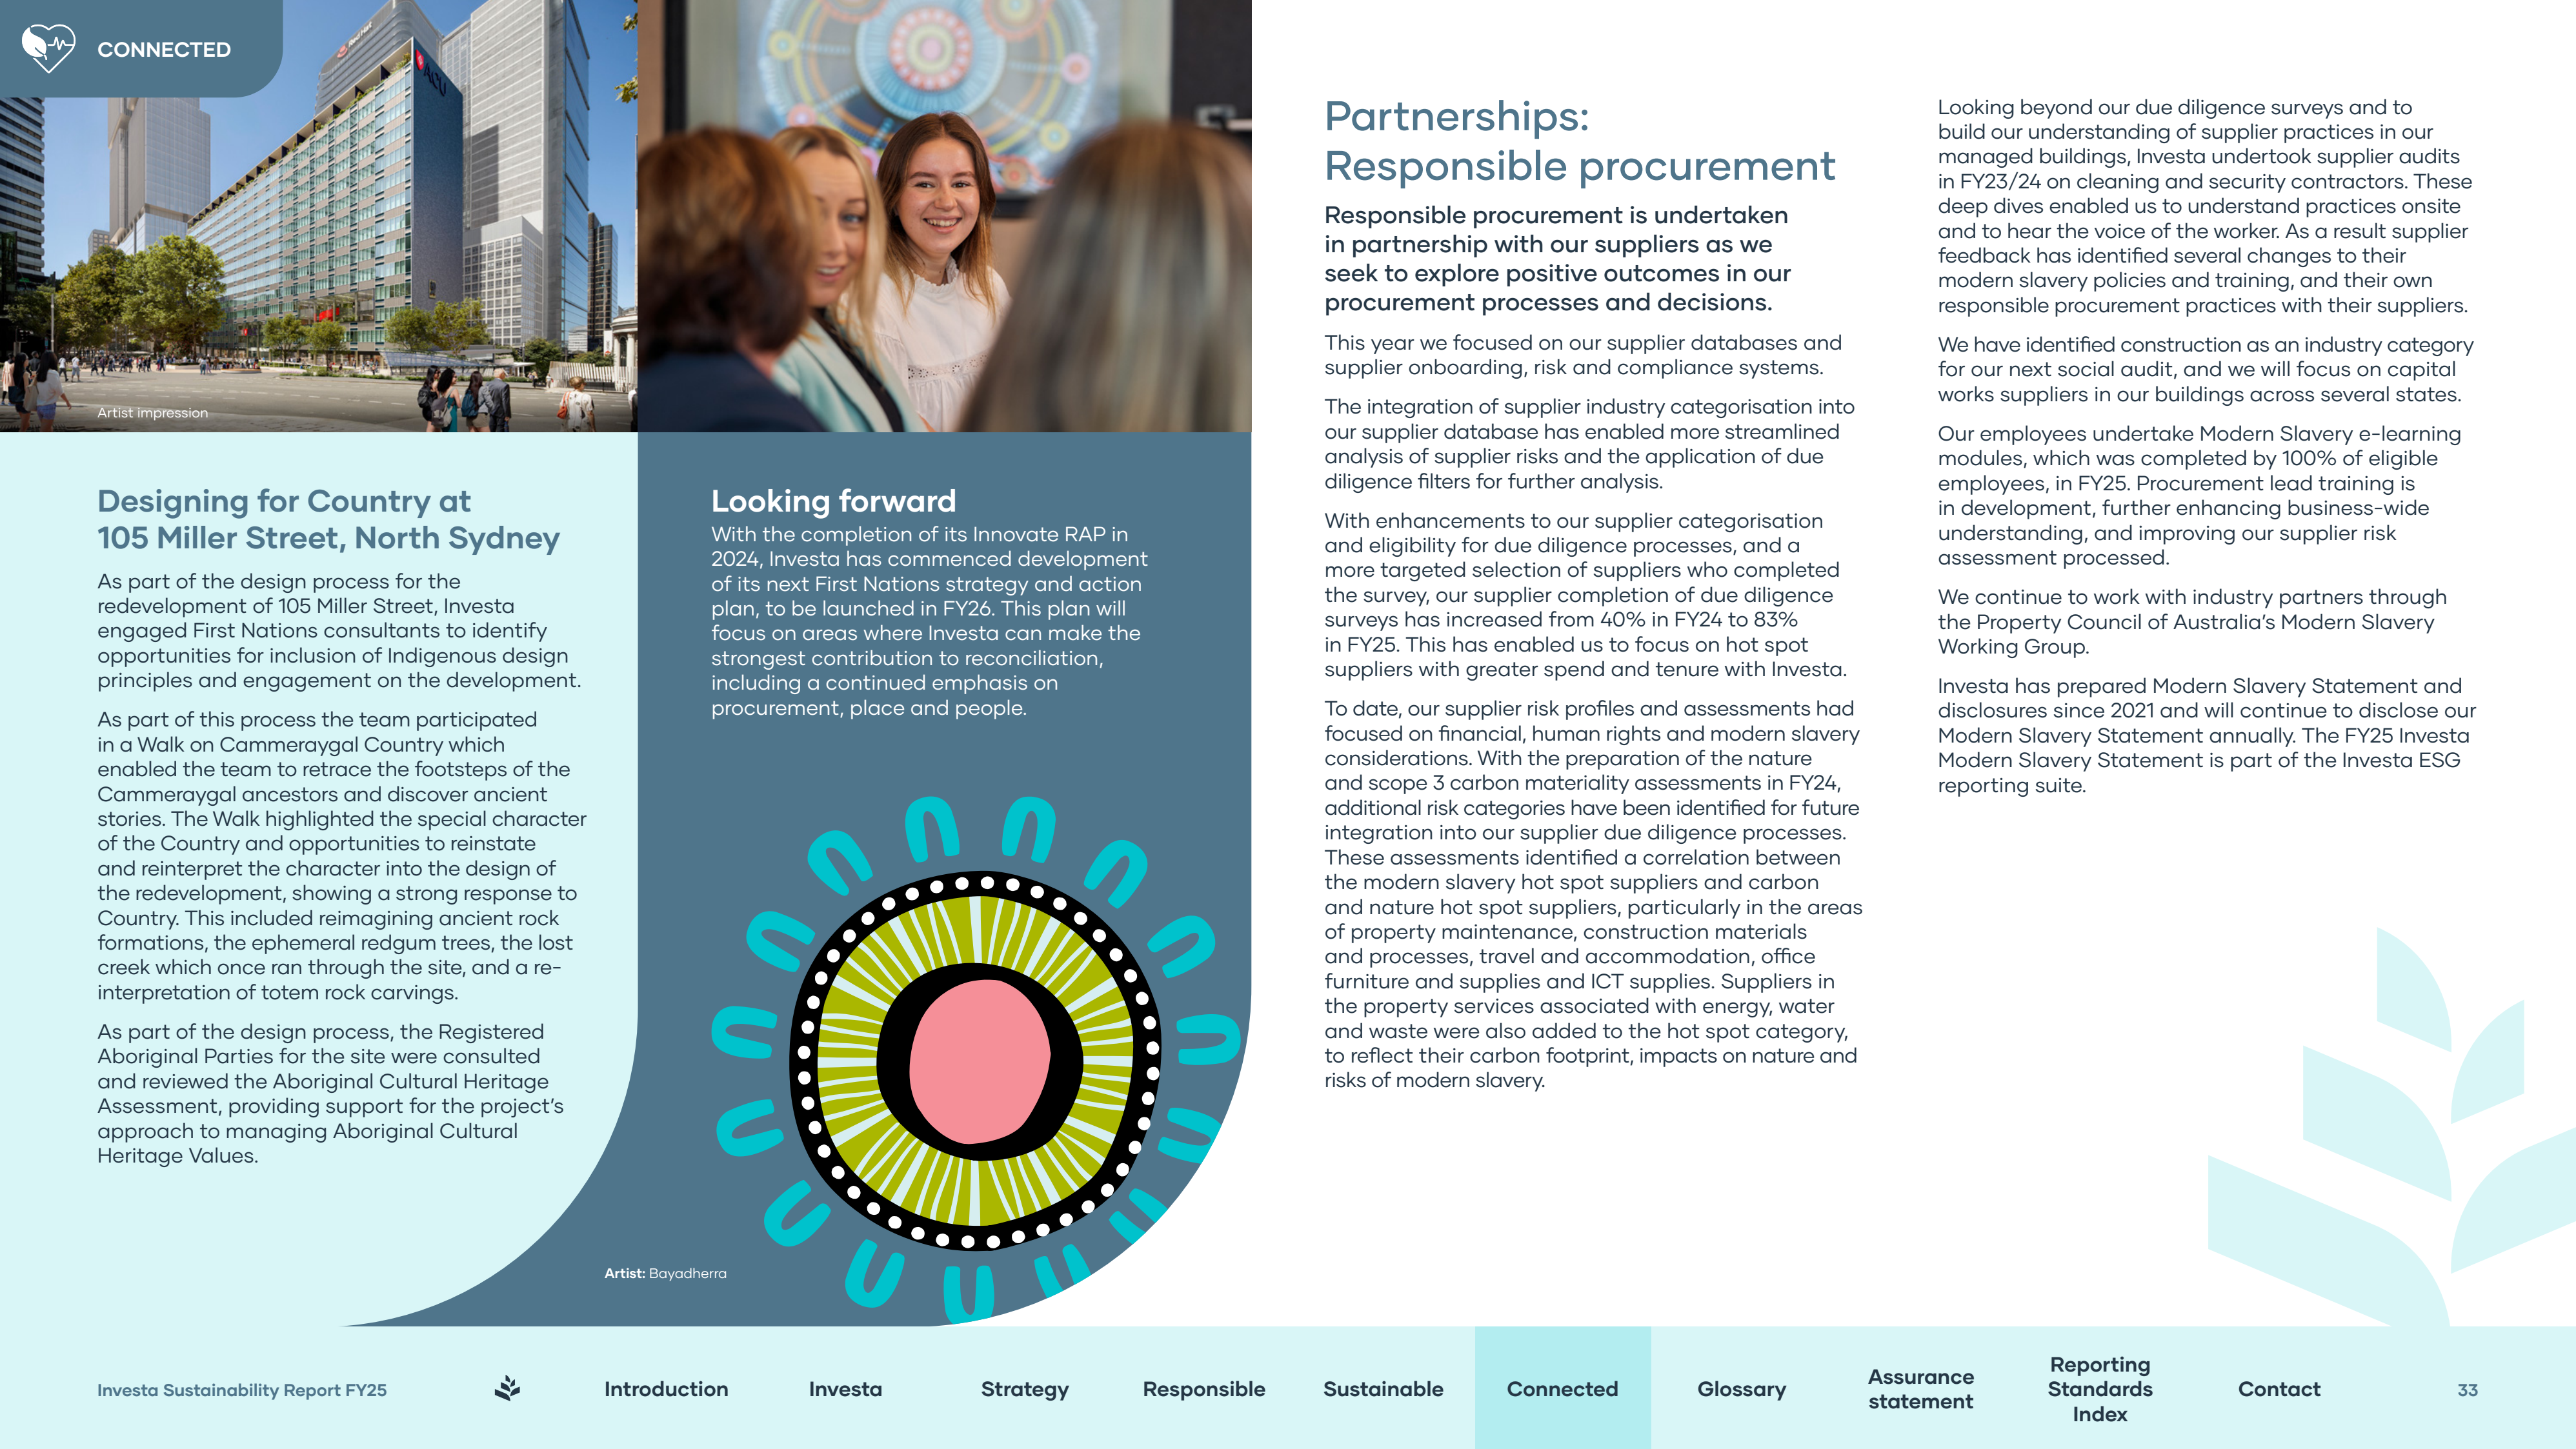 CONNECTED
Red Hat
ACU
Artist impression
Designing for Country at
105 Miller Street, North Sydney
As part of the design process for the
redevelopment of 105 Miller Street, Investa
engaged First Nations consultants to identify
opportunities for inclusion of Indigenous design
principles and engagement on the development.
As part of this process the team participated
in a Walk on Cammeraygal Country which
enabled the team to retrace the footsteps of the
Cammeraygal ancestors and discover ancient
stories. The Walk highlighted the special character
of the Country and opportunities to reinstate
and reinterpret the character into the design of
the redevelopment, showing a strong response to
Country. This included reimagining ancient rock
formations, the ephemeral redgum trees, the lost
creek which once ran through the site, and a re-
interpretation of totem rock carvings.
As part of the design process, the Registered
Aboriginal Parties for the site were consulted
and reviewed the Aboriginal Cultural Heritage
Assessment, providing support for the project's
approach to managing Aboriginal Cultural
Heritage Values.
Looking forward
With the completion of its Innovate RAP in
2024, Investa has commenced development
of its next First Nations strategy and action
plan, to be launched in FY26. This plan will
focus on areas where Investa can make the
strongest contribution to reconciliation,
including a continued emphasis on
procurement, place and people.
Artist: Bayadherra
Partnerships:
Responsible procurement
Responsible procurement is undertaken
in partnership with our suppliers as we
seek to explore positive outcomes in our
procurement processes and decisions.
This year we focused on our supplier databases and
supplier onboarding, risk and compliance systems.
The integration of supplier industry categorisation into
our supplier database has enabled more streamlined
analysis of supplier risks and the application of due
diligence filters for further analysis.
With enhancements to our supplier categorisation
and eligibility for due diligence processes, and a
more targeted selection of suppliers who completed
the survey, our supplier completion of due diligence
surveys has increased from 40% in FY24 to 83%
in FY25. This has enabled us to focus on hot spot
suppliers with greater spend and tenure with Investa.
To date, our supplier risk profiles and assessments had
focused on financial, human rights and modern slavery
considerations. With the preparation of the nature
and scope 3 carbon materiality assessments in FY24,
additional risk categories have been identified for future
integration into our supplier due diligence processes.
These assessments identified a correlation between
the modern slavery hot spot suppliers and carbon
and nature hot spot suppliers, particularly in the areas
of property maintenance, construction materials
and processes, travel and accommodation, office
furniture and supplies and ICT supplies. Suppliers in
the property services associated with energy, water
and waste were also added to the hot spot category,
to reflect their carbon footprint, impacts on nature and
risks of modern slavery.
Looking beyond our due diligence surveys and to
build our understanding of supplier practices in our
managed buildings, Investa undertook supplier audits
in FY23/24 on cleaning and security contractors. These
deep dives enabled us to understand practices onsite
and to hear the voice of the worker. As a result supplier
feedback has identified several changes to their
modern slavery policies and training, and their own
responsible procurement practices with their suppliers.
We have identified construction as an industry category
for our next social audit, and we will focus on capital
works suppliers in our buildings across several states.
Our employees undertake Modern Slavery e-learning
modules, which was completed by 100% of eligible
employees, in FY25. Procurement lead training is
in development, further enhancing business-wide
understanding, and improving our supplier risk
assessment processed.
We continue to work with industry partners through
the Property Council of Australia's Modern Slavery
Working Group.
Investa has prepared Modern Slavery Statement and
disclosures since 2021 and will continue to disclose our
Modern Slavery Statement annually. The FY25 Investa
Modern Slavery Statement is part of the Investa ESG
reporting suite.
Investa Sustainability Report FY25
Introduction
Investa
Strategy
Responsible
Sustainable
Connected
Glossary
Assurance
statement
Reporting
Standards
Index
Contact
33